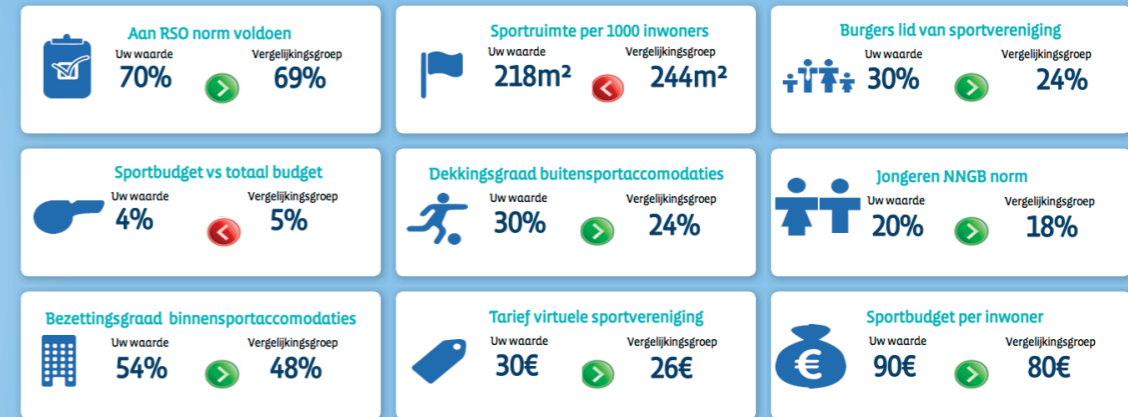 Aan RSO norm voldoen
Uw waarde
Vergelijkingsgroep
70%
69%
Sportruimte per 1000 inwoners
Uw waarde
Vergelijkingsgroep
218m²
244m²
Burgers lid van sportvereniging
Uw waarde
Vergelijkingsgroep
30%
24%
Sportbudget vs totaal budget
Uw waarde
Vergelijkingsgroep
4%
5%
Dekkingsgraad buitensportaccomodaties
Uw waarde
Vergelijkingsgroep
30%
24%
Jongeren NNGB norm
Uw waarde
Vergelijkingsgroep
20%
18%
Bezettingsgraad binnensportaccomodaties
Uw waarde
Vergelijkingsgroep
54%
48%
Tarief virtuele sportvereniging
Uw waarde
Vergelijkingsgroep
30€
26€
Sportbudget per inwoner
€
Uw waarde
Vergelijkingsgroep
90€
80€